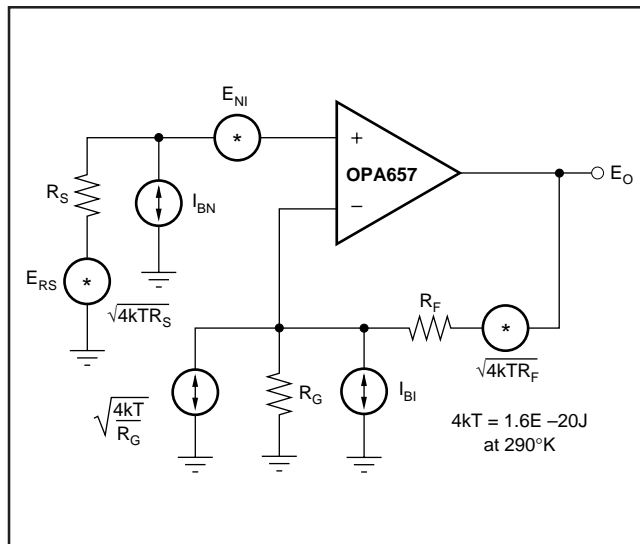 E_NI
+
OPA657
−
E_O
R_S
I_BN
E_RS
√4kTR_S
R_F
√4kTR_F
√4kT/R_G
R_G
I_BI
4kT = 1.6E –20J
at 290°K
*
*
*